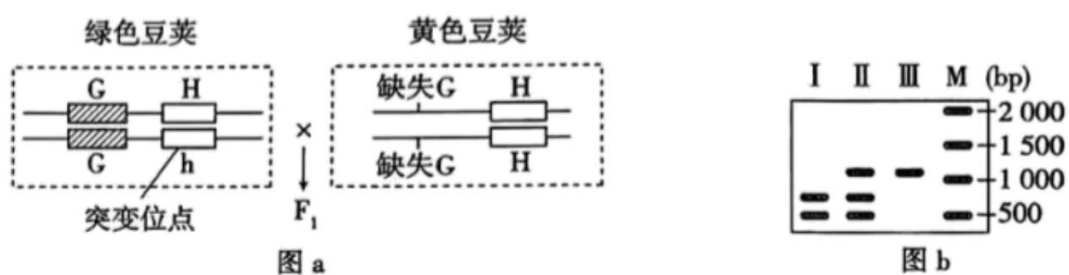 绿色豆荚
黄色豆荚
G H
G h
突变位点
×
F₁
缺失G H
缺失G H
图 a
Ⅰ Ⅱ Ⅲ M (bp)
2 000
1 500
1 000
500
图 b